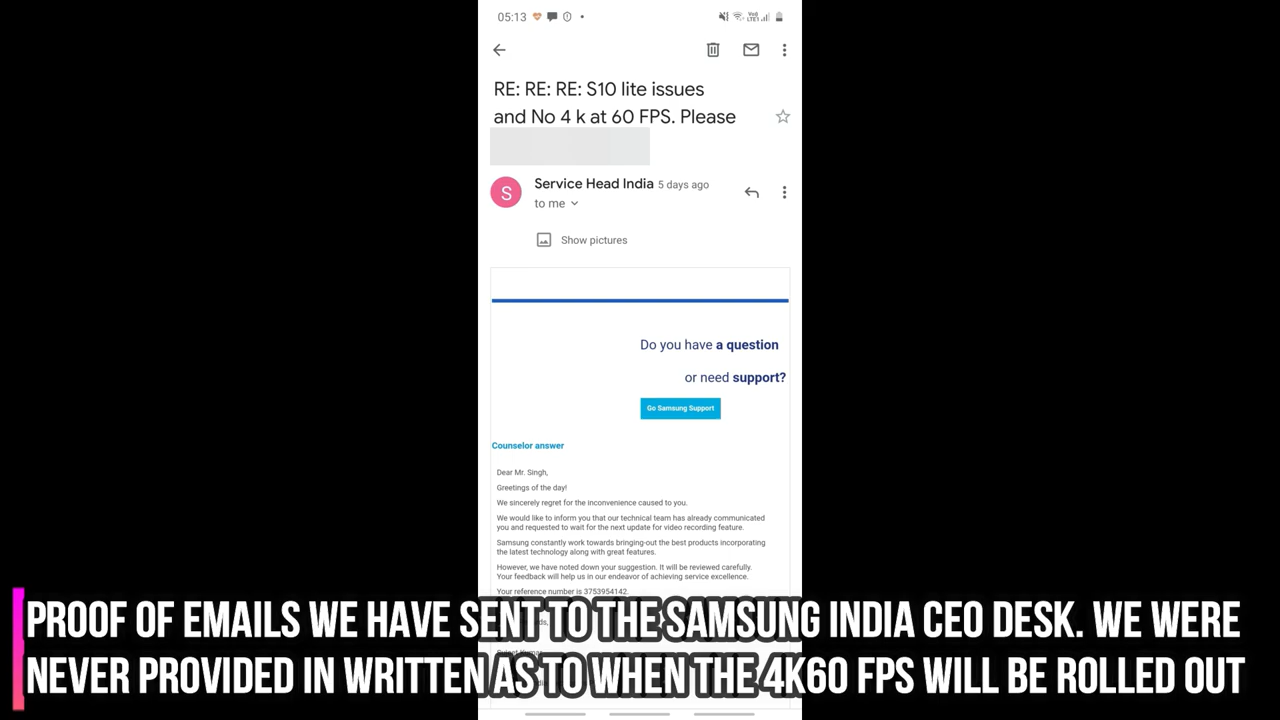 05:13
RE: RE: RE: S10 lite issues
and No 4 k at 60 FPS. Please
S
Service Head India 5 days ago
to me
Show pictures
Do you have a question
or need support?
Go Samsung Support
Counselor answer
Dear Mr. Singh,
Greetings of the day!
We sincerely regret for the inconvenience caused to you.
We would like to inform you that our technical team has already communicated
you and requested to wait for the next update for video recording feature.
Samsung constantly work towards bringing-out the best products incorporating
the latest technology along with great features.
However, we have noted down your suggestion. It will be reviewed carefully.
Your feedback will help us in our endeavor of achieving service excellence.
Your reference number is 3753954142.
PROOF OF EMAILS WE HAVE SENT TO THE SAMSUNG INDIA CEO DESK. WE WERE
NEVER PROVIDED IN WRITTEN AS TO WHEN THE 4K60 FPS WILL BE ROLLED OUT